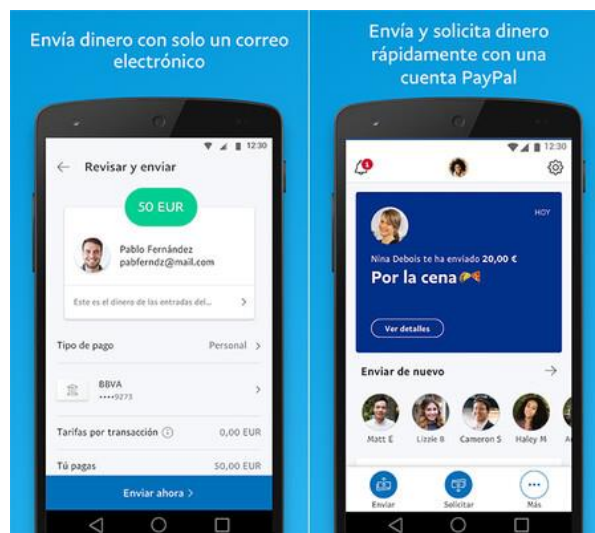 Envía dinero con solo un correo
electrónico
12:30
Revisar y enviar
50 EUR
Pablo Fernández
pabferndz@mail.com
Este es el dinero de las entradas del...
Tipo de pago
Personal
BBVA
••••9273
Tarifas por transacción
0,00 EUR
Tú pagas
50,00 EUR
Enviar ahora
Envía y solicita dinero
rápidamente con una
cuenta PayPal
12:30
1
HOY
Nina Debois te ha enviado 20,00 €
Por la cena
Ver detalles
Enviar de nuevo
Matt E
Lizzie B
Cameron S
Haley M
Enviar
Solicitar
Más